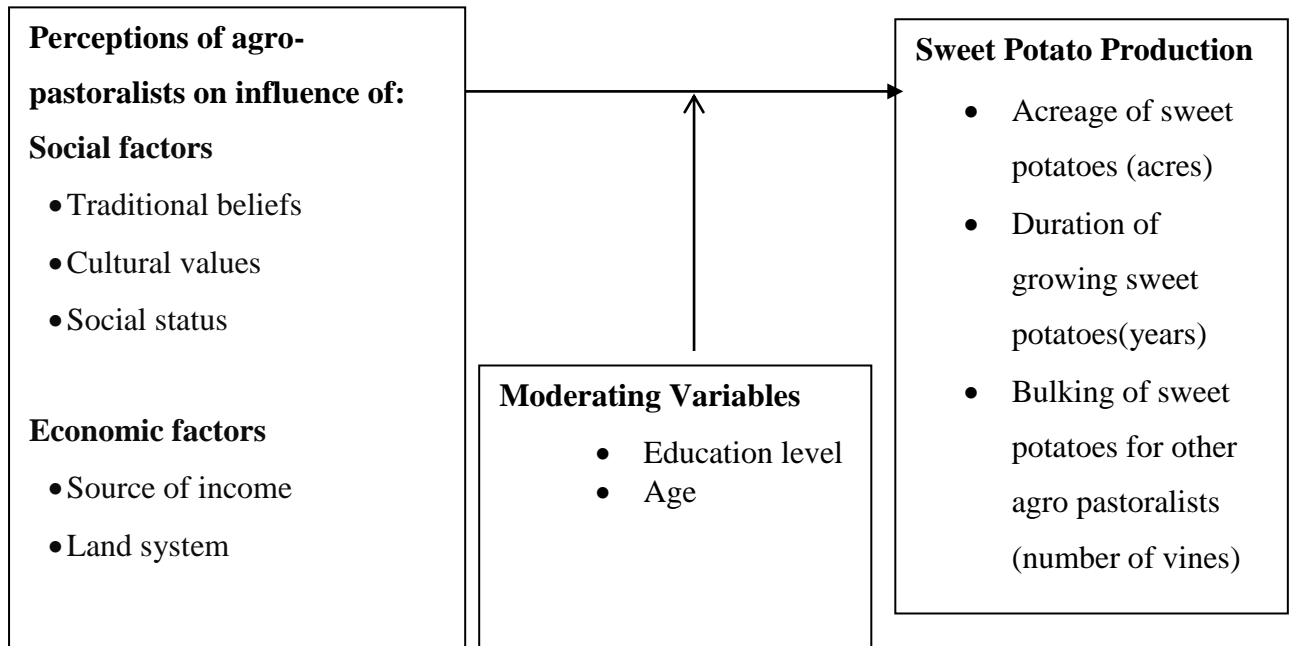 Perceptions of agro-
pastoralists on influence of:
Social factors
• Traditional beliefs
• Cultural values
• Social status
Economic factors
• Source of income
• Land system
Moderating Variables
• Education level
• Age
Sweet Potato Production
• Acreage of sweet
potatoes (acres)
• Duration of
growing sweet
potatoes(years)
• Bulking of sweet
potatoes for other
agro pastoralists
(number of vines)